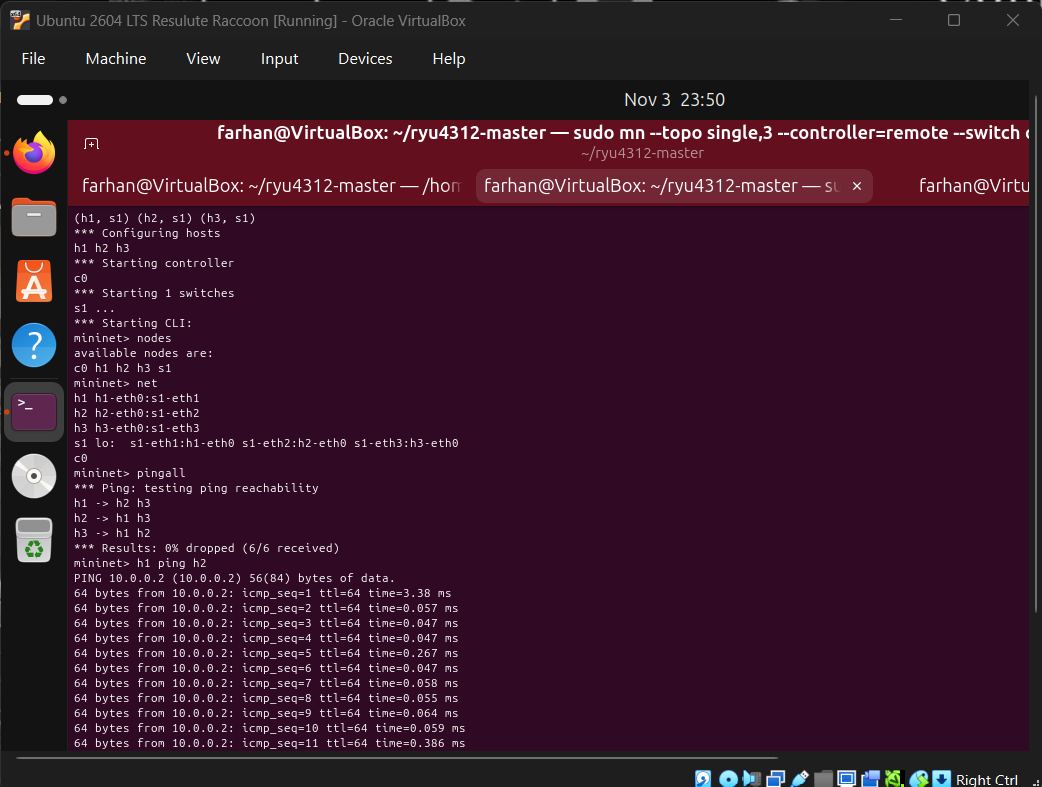 Ubuntu 2604 LTS Resulute Raccoon [Running] - Oracle VirtualBox
File Machine View Input Devices Help
Nov 3 23:50
farhan@VirtualBox: ~/ryu4312-master — sudo mn --topo single,3 --controller=remote --switch o
~/ryu4312-master
farhan@VirtualBox: ~/ryu4312-master — /hom farhan@VirtualBox: ~/ryu4312-master — su × farhan@Virtu
(h1, s1) (h2, s1) (h3, s1)
*** Configuring hosts
h1 h2 h3
*** Starting controller
c0
*** Starting 1 switches
s1 ...
*** Starting CLI:
mininet> nodes
available nodes are:
c0 h1 h2 h3 s1
mininet> net
h1 h1-eth0:s1-eth1
h2 h2-eth0:s1-eth2
h3 h3-eth0:s1-eth3
s1 lo:  s1-eth1:h1-eth0 s1-eth2:h2-eth0 s1-eth3:h3-eth0
c0
mininet> pingall
*** Ping: testing ping reachability
h1 -> h2 h3
h2 -> h1 h3
h3 -> h1 h2
*** Results: 0% dropped (6/6 received)
mininet> h1 ping h2
PING 10.0.0.2 (10.0.0.2) 56(84) bytes of data.
64 bytes from 10.0.0.2: icmp_seq=1 ttl=64 time=3.38 ms
64 bytes from 10.0.0.2: icmp_seq=2 ttl=64 time=0.057 ms
64 bytes from 10.0.0.2: icmp_seq=3 ttl=64 time=0.047 ms
64 bytes from 10.0.0.2: icmp_seq=4 ttl=64 time=0.047 ms
64 bytes from 10.0.0.2: icmp_seq=5 ttl=64 time=0.267 ms
64 bytes from 10.0.0.2: icmp_seq=6 ttl=64 time=0.047 ms
64 bytes from 10.0.0.2: icmp_seq=7 ttl=64 time=0.058 ms
64 bytes from 10.0.0.2: icmp_seq=8 ttl=64 time=0.055 ms
64 bytes from 10.0.0.2: icmp_seq=9 ttl=64 time=0.064 ms
64 bytes from 10.0.0.2: icmp_seq=10 ttl=64 time=0.059 ms
64 bytes from 10.0.0.2: icmp_seq=11 ttl=64 time=0.386 ms
Right Ctrl